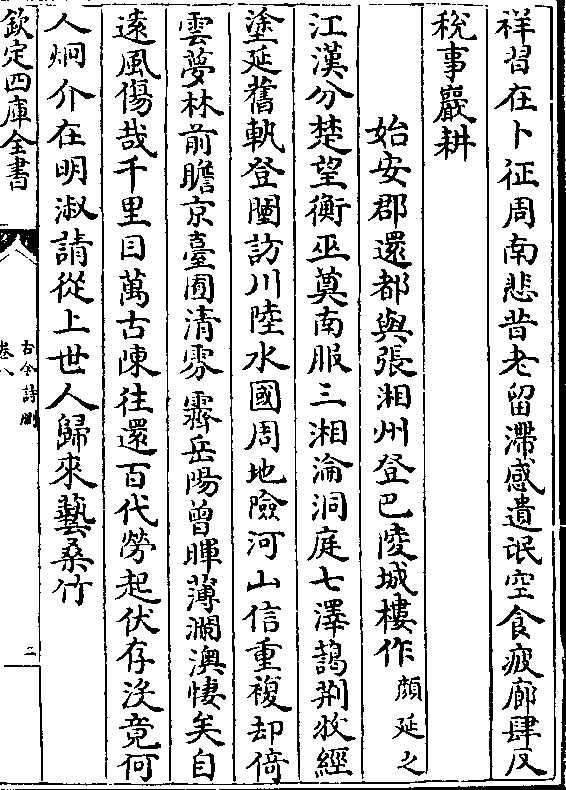 祥習在卜征周南悲昔老留滯感遺氓空食疲廊肆反
稅事巖耕
始安郡還都與張湘州登巴陵城樓作 顔延之
江漢分楚望衡巫奠南服三湘淪洞庭七澤藹荆牧經
塗延舊軌登闉訪川陸水國周地險河山信重複却倚
雲夢林前瞻京臺囿清雰霽岳陽曾暉薄瀾澳悽矣自
遠風傷哉千里目萬古陳往還百代勞起伏存沒竟何
人烱介在明淑請從上世人歸來藝桑竹
欽定四庫全書
古今詩刪
卷八
二